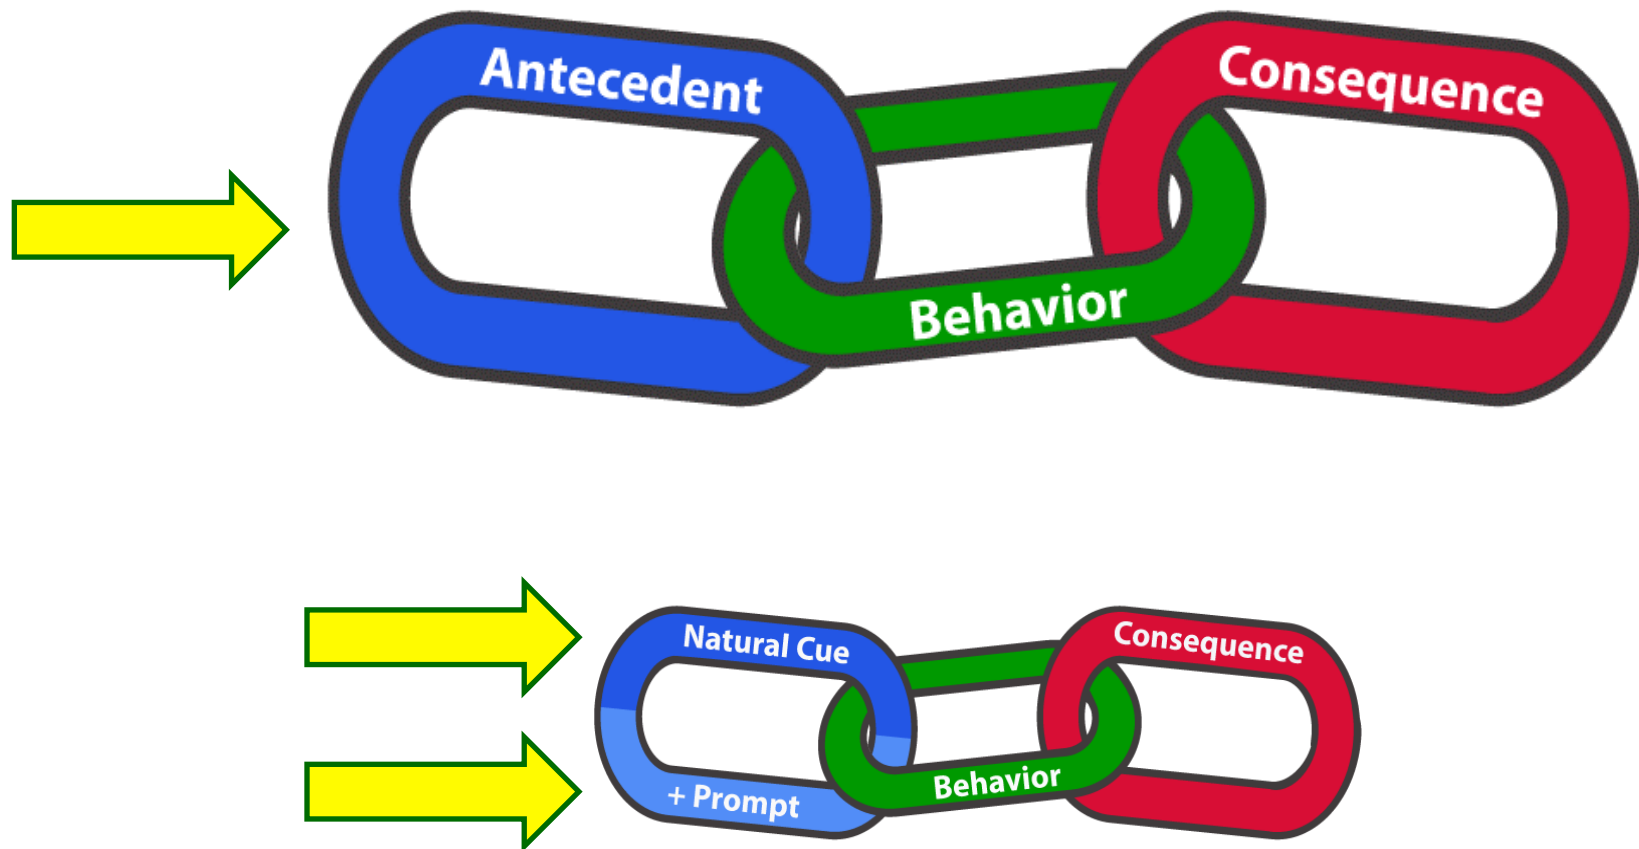 Antecedent
Behavior
Consequence
Natural Cue
+ Prompt
Behavior
Consequence